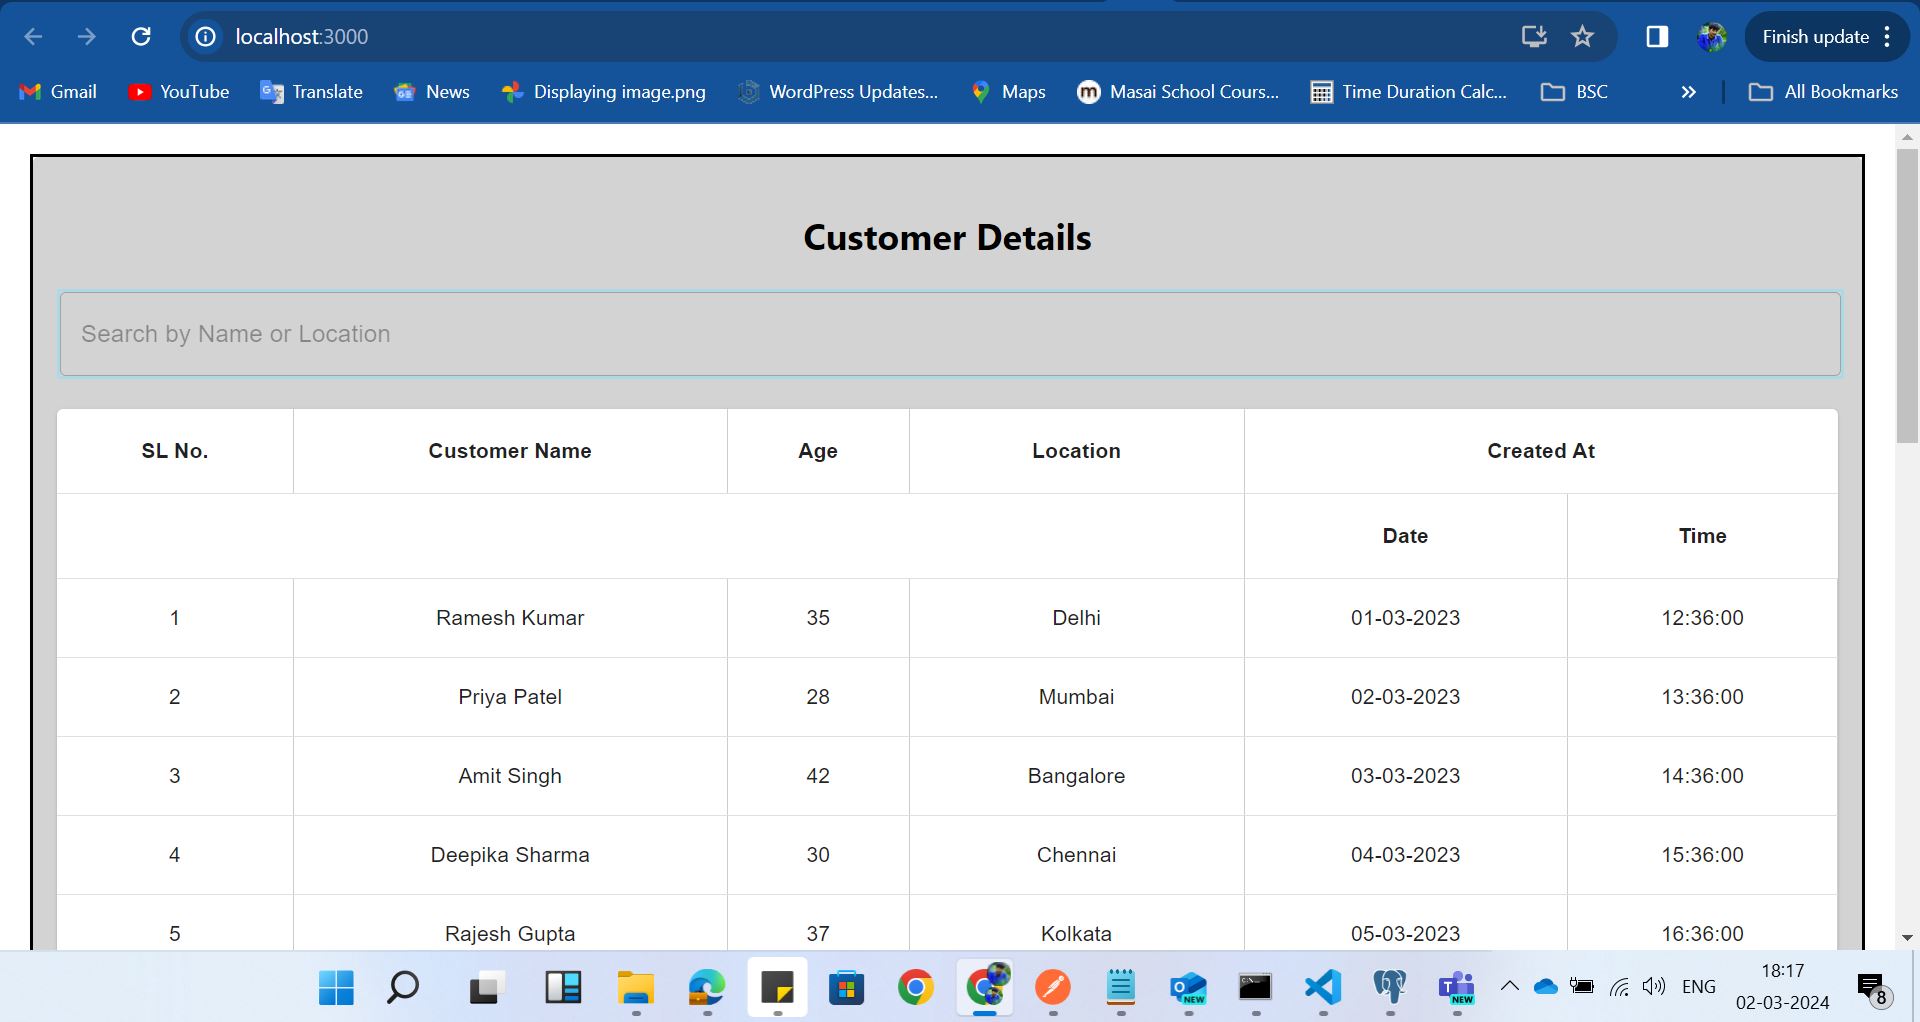 localhost:3000
Finish update
Gmail YouTube Translate News Displaying image.png WordPress Updates... Maps Masai School Cours... Time Duration Calc... BSC All Bookmarks
Customer Details
Search by Name or Location
SL No. Customer Name Age Location Created At
Date Time
1 Ramesh Kumar 35 Delhi 01-03-2023 12:36:00
2 Priya Patel 28 Mumbai 02-03-2023 13:36:00
3 Amit Singh 42 Bangalore 03-03-2023 14:36:00
4 Deepika Sharma 30 Chennai 04-03-2023 15:36:00
5 Rajesh Gupta 37 Kolkata 05-03-2023 16:36:00
NEW NEW ENG 18:17
02-03-2024 8